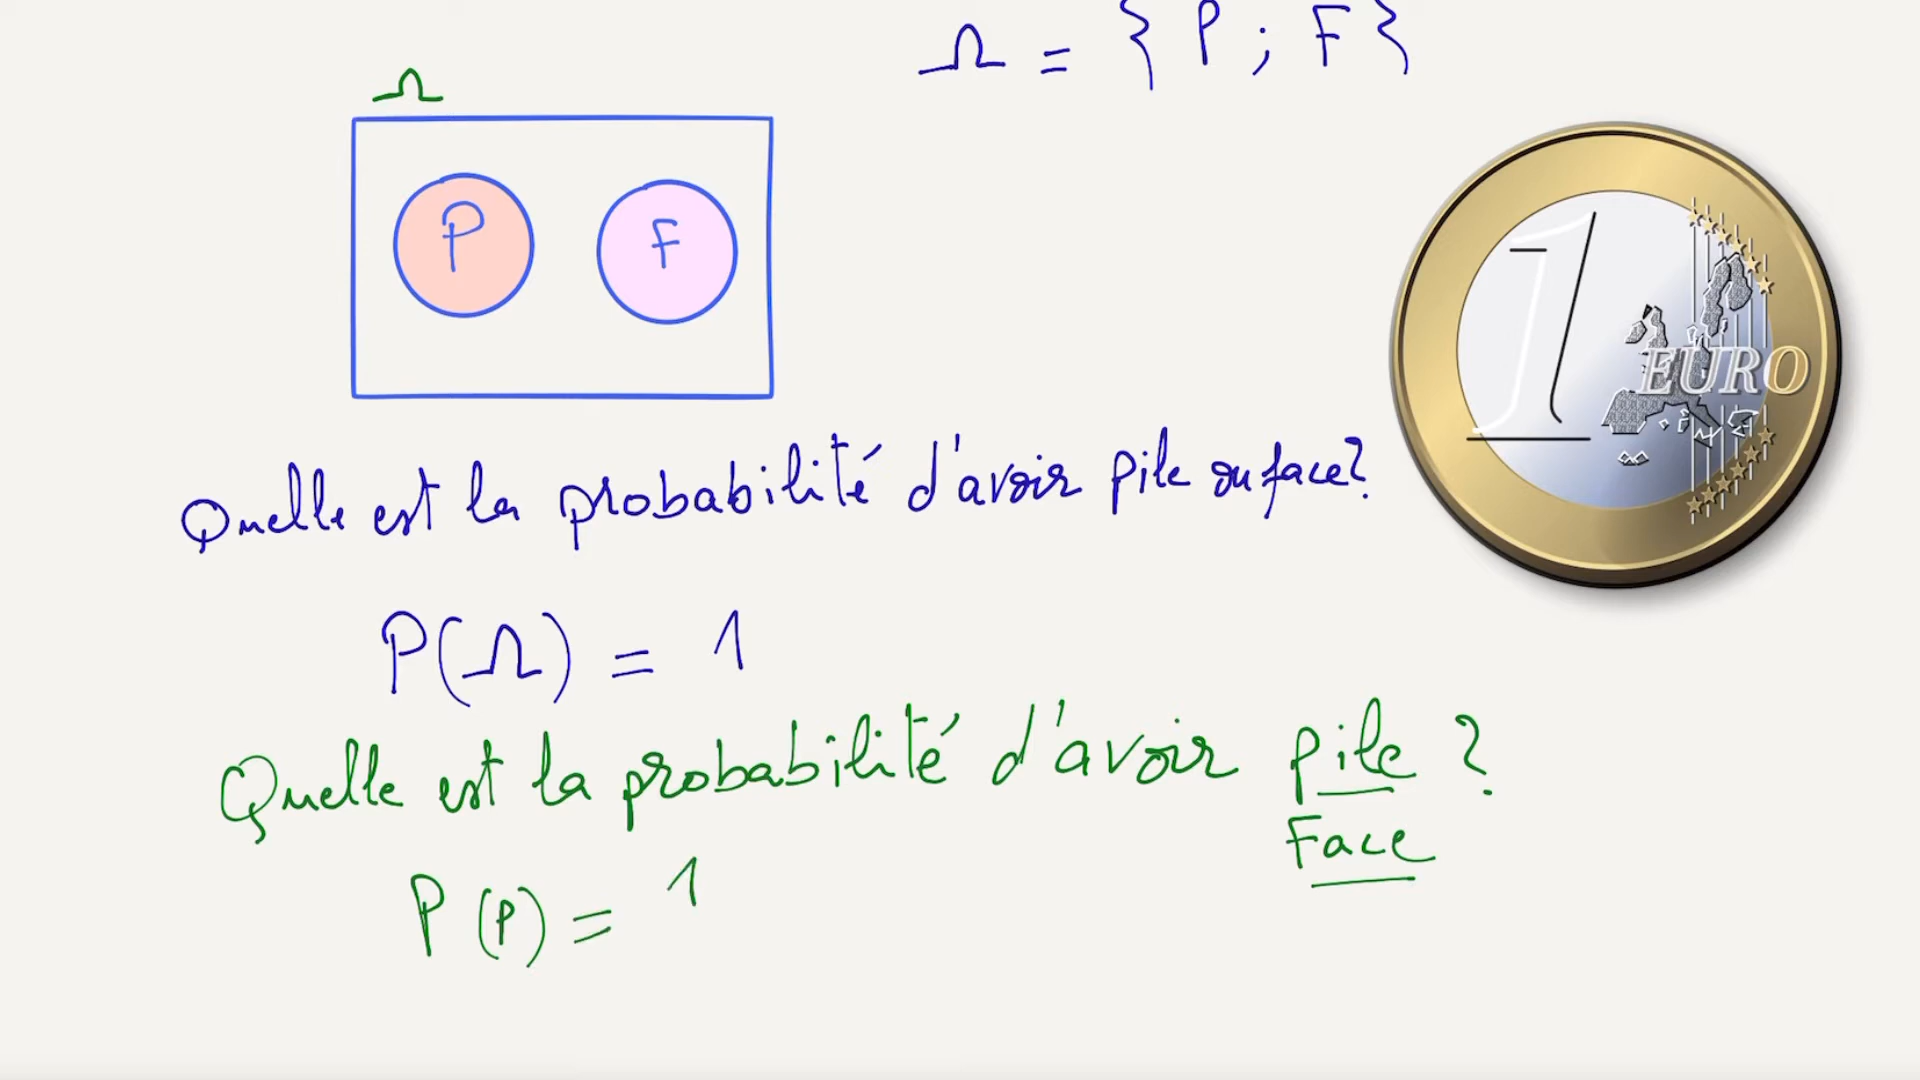 Ω = { P ; F }
Ω
P F
1 EURO
Quelle est la probabilité d'avoir pile ou face?
P(Ω) = 1
Quelle est la probabilité d'avoir pile ?
Face
P(P) = 1